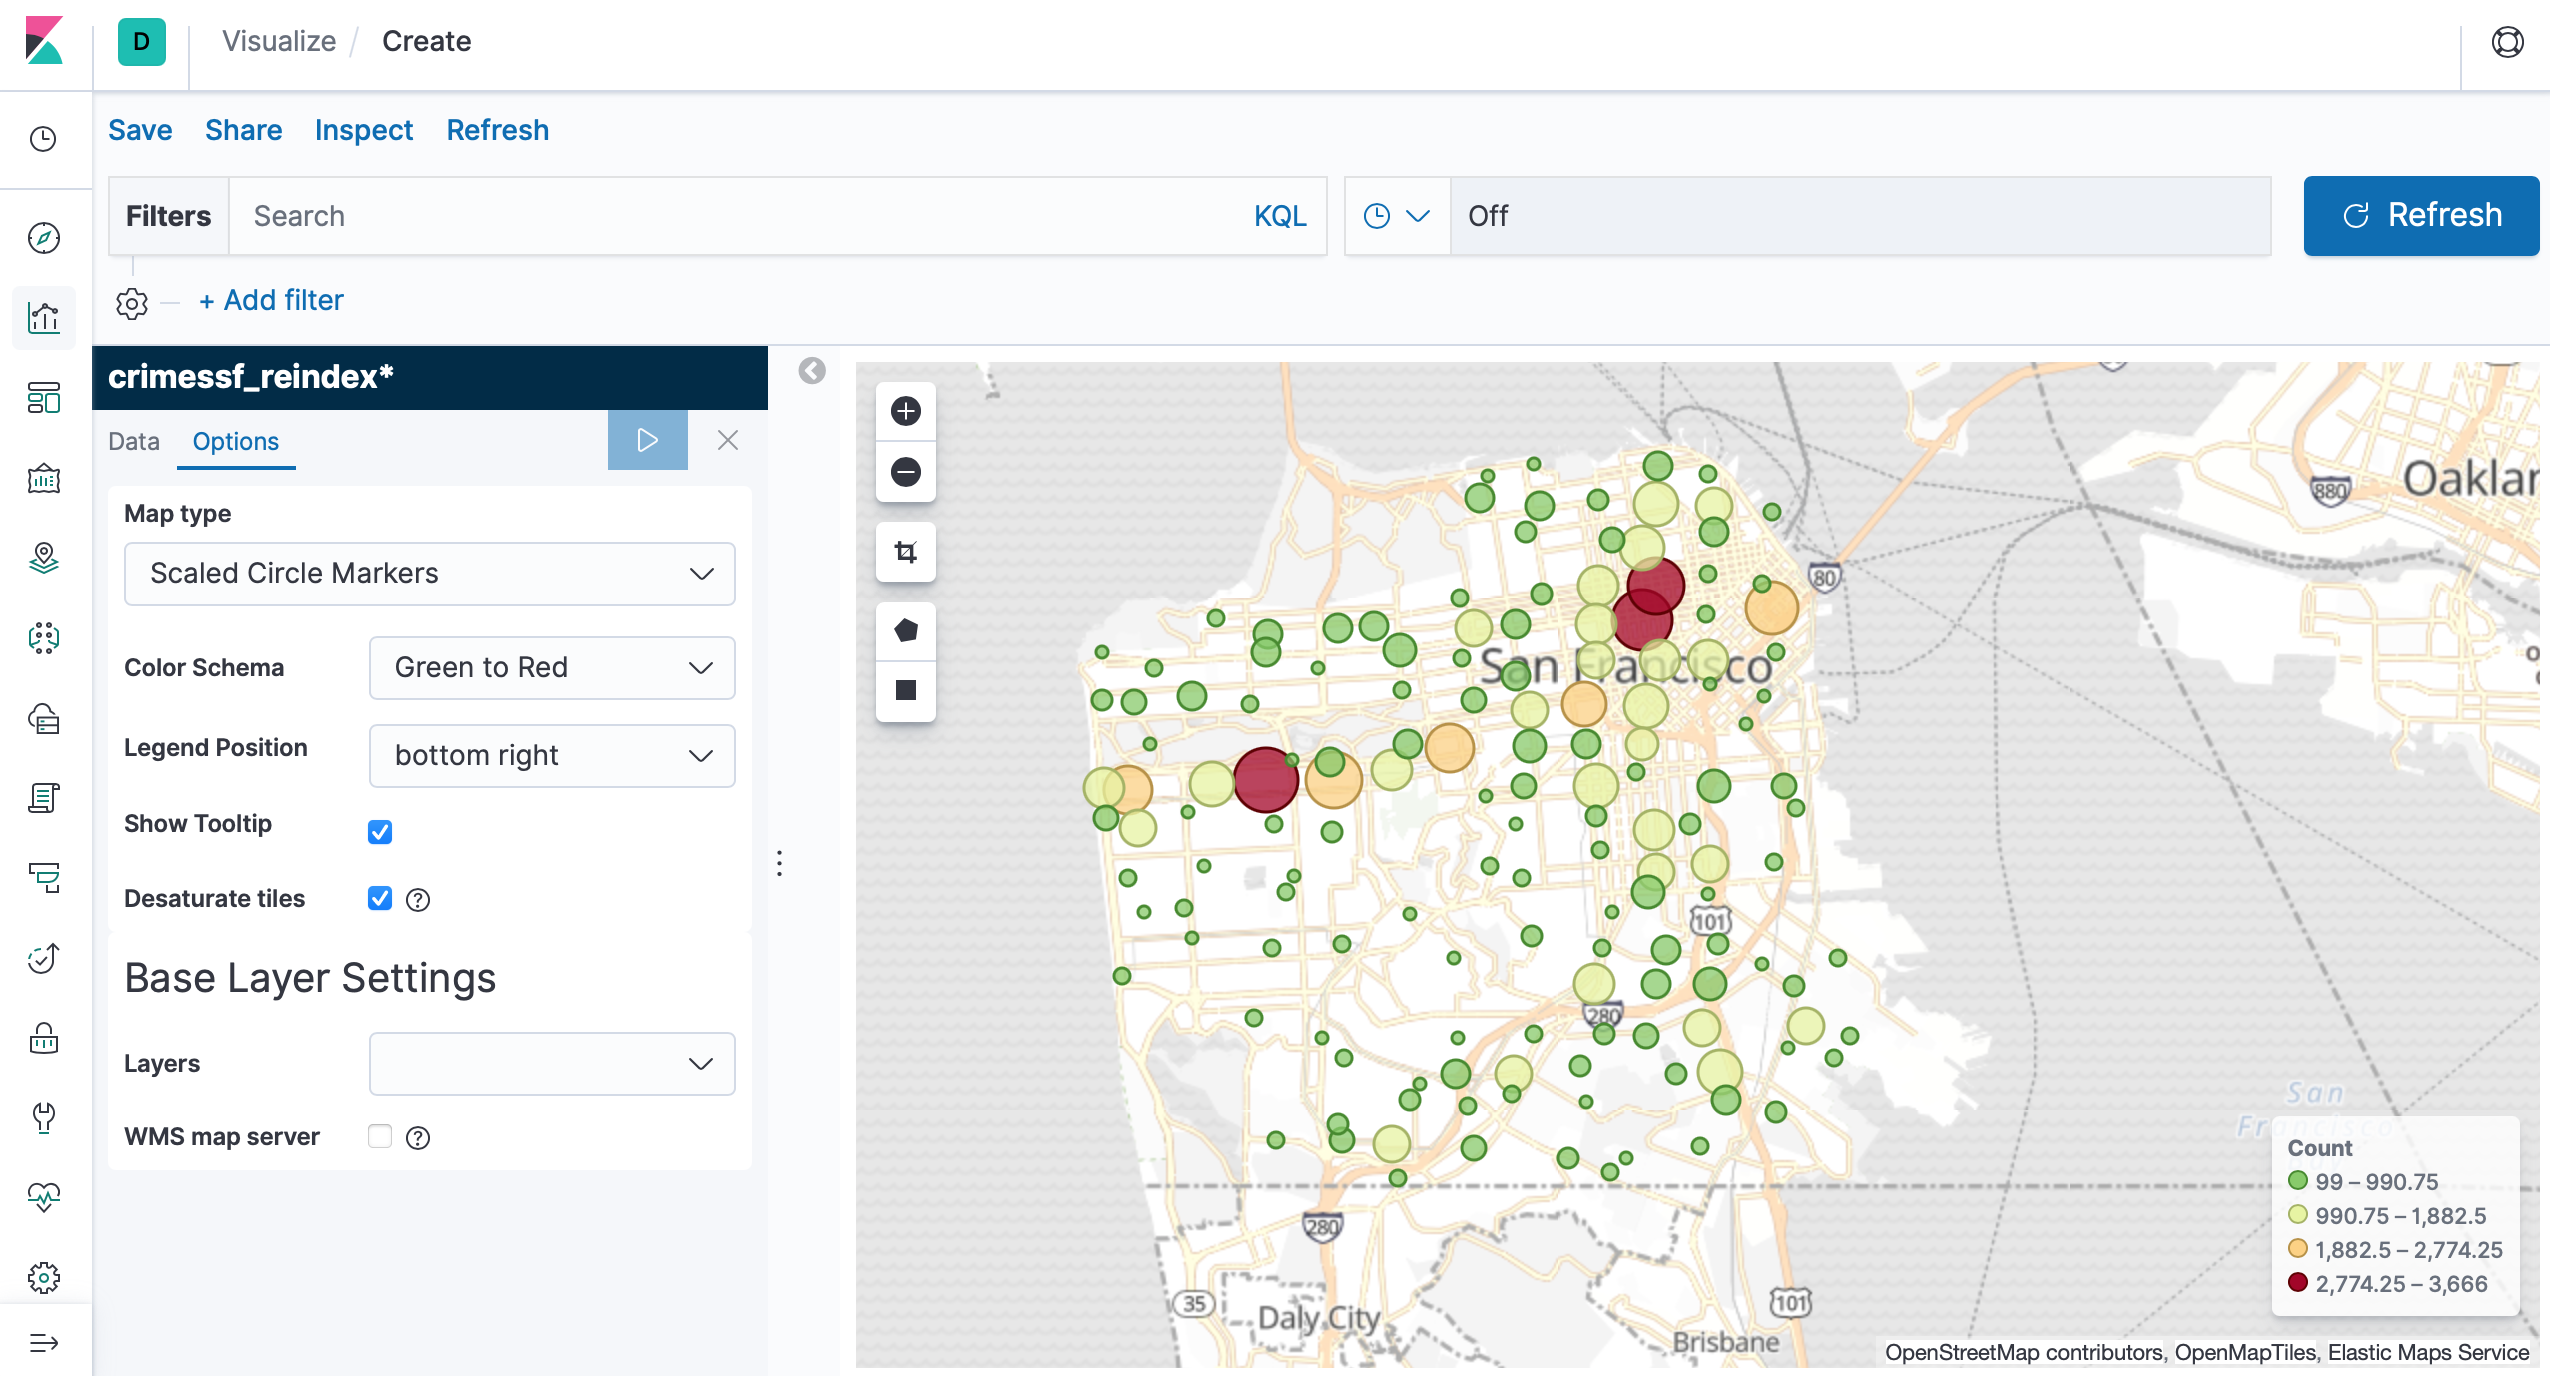 D Visualize / Create
Save Share Inspect Refresh
Filters Search KQL Off Refresh
+ Add filter
crimessf_reindex*
Data Options
Map type
Scaled Circle Markers
Color Schema Green to Red
Legend Position bottom right
Show Tooltip
Desaturate tiles
Base Layer Settings
Layers
WMS map server
880
Oaklan
80
San Francisco
101
280
San
Francisco
280
35
Daly City
101
Brisbane
Count
99 – 990.75
990.75 – 1,882.5
1,882.5 – 2,774.25
2,774.25 – 3,666
OpenStreetMap contributors, OpenMapTiles, Elastic Maps Service